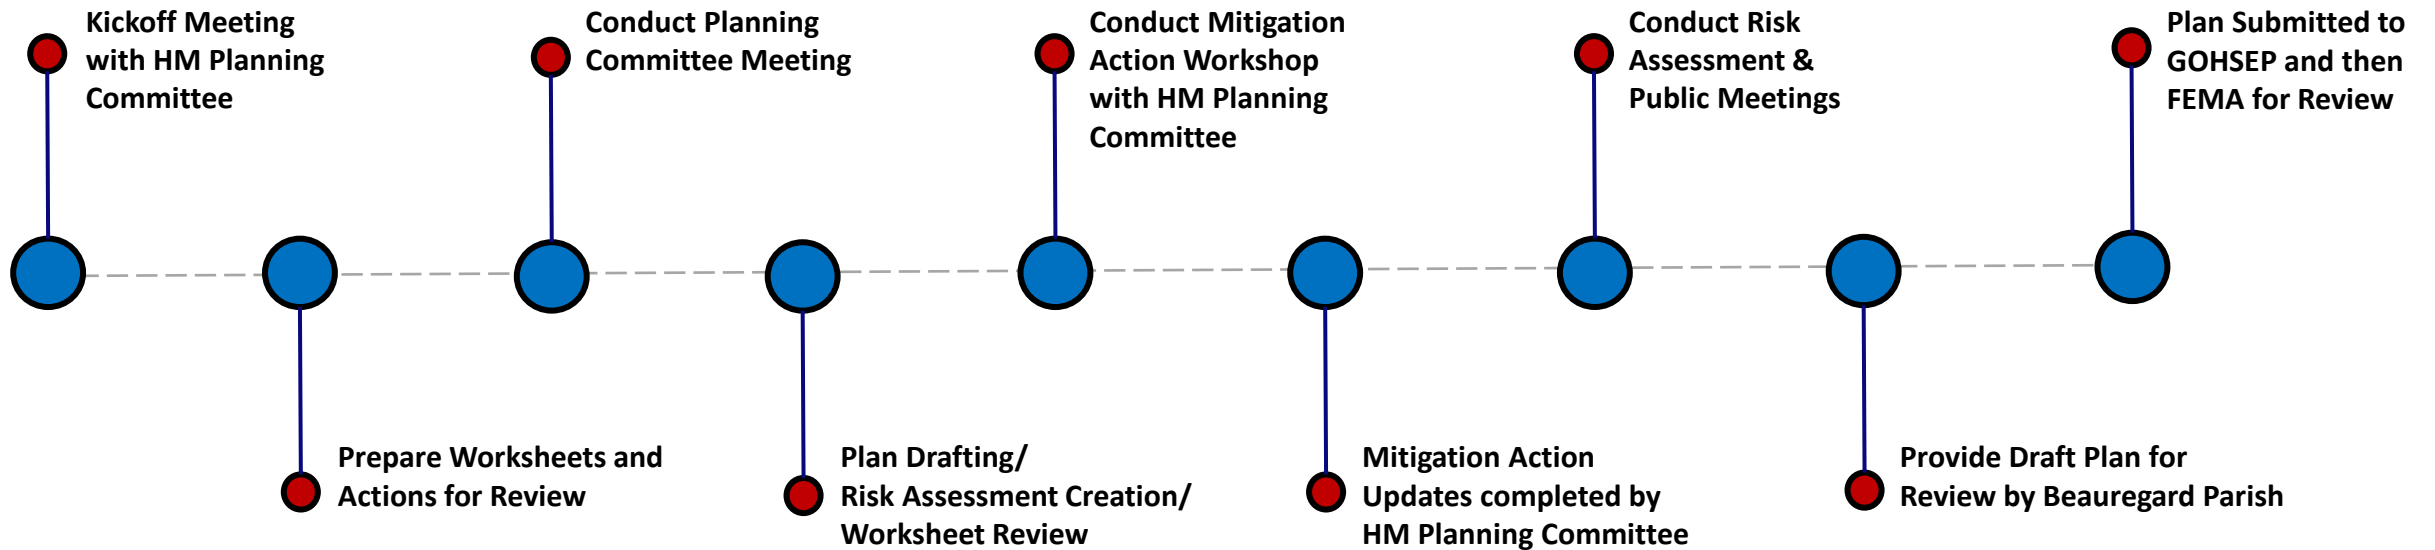 Kickoff Meeting
with HM Planning
Committee
Prepare Worksheets and
Actions for Review
Conduct Planning
Committee Meeting
Plan Drafting/
Risk Assessment Creation/
Worksheet Review
Conduct Mitigation
Action Workshop
with HM Planning
Committee
Mitigation Action
Updates completed by
HM Planning Committee
Conduct Risk
Assessment &
Public Meetings
Provide Draft Plan for
Review by Beauregard Parish
Plan Submitted to
GOHSEP and then
FEMA for Review